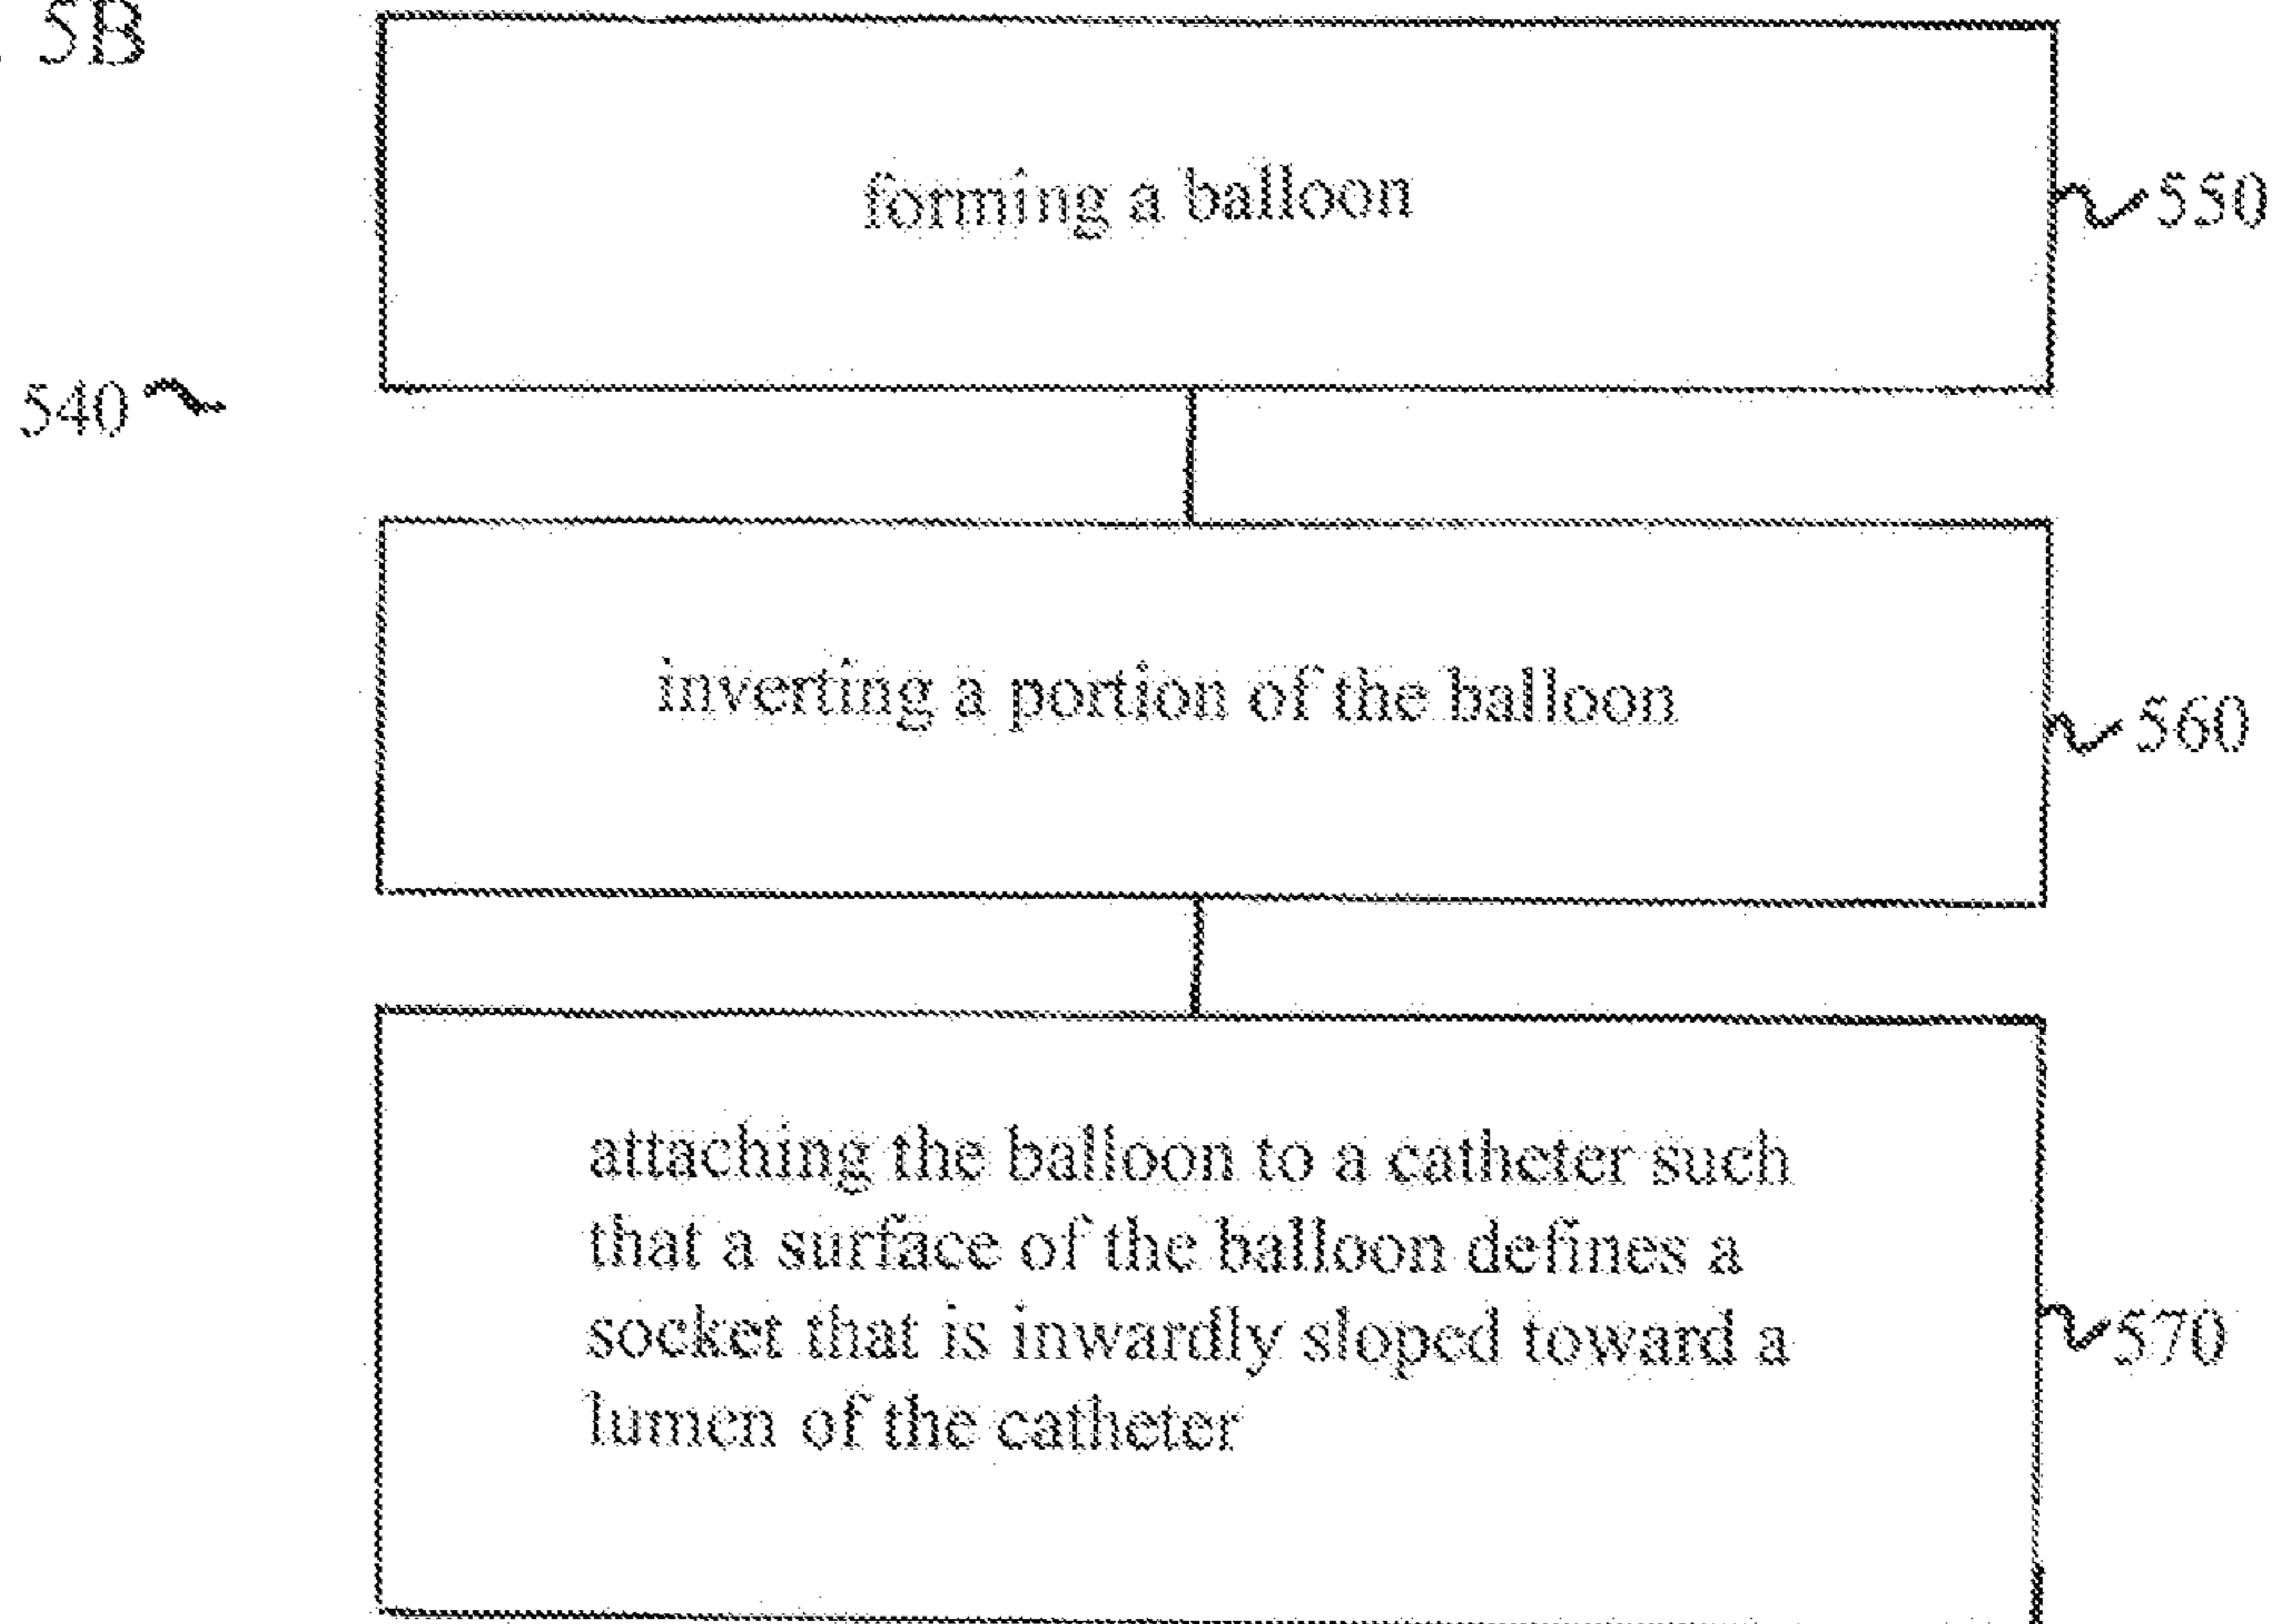 5B
forming a balloon
550
540
inverting a portion of the balloon
560
attaching the balloon to a catheter such
that a surface of the balloon defines a
socket that is inwardly sloped toward a
lumen of the catheter
570